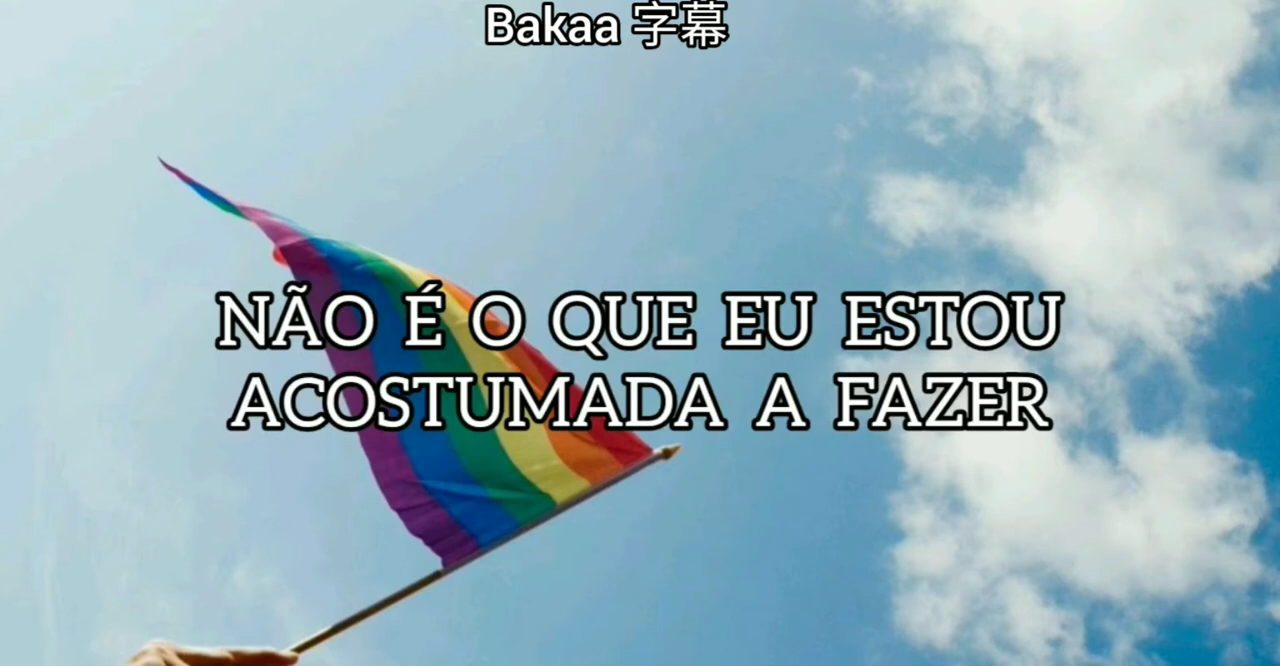 Bakaa 字幕
NÃO É O QUE EU ESTOU
ACOSTUMADA A FAZER